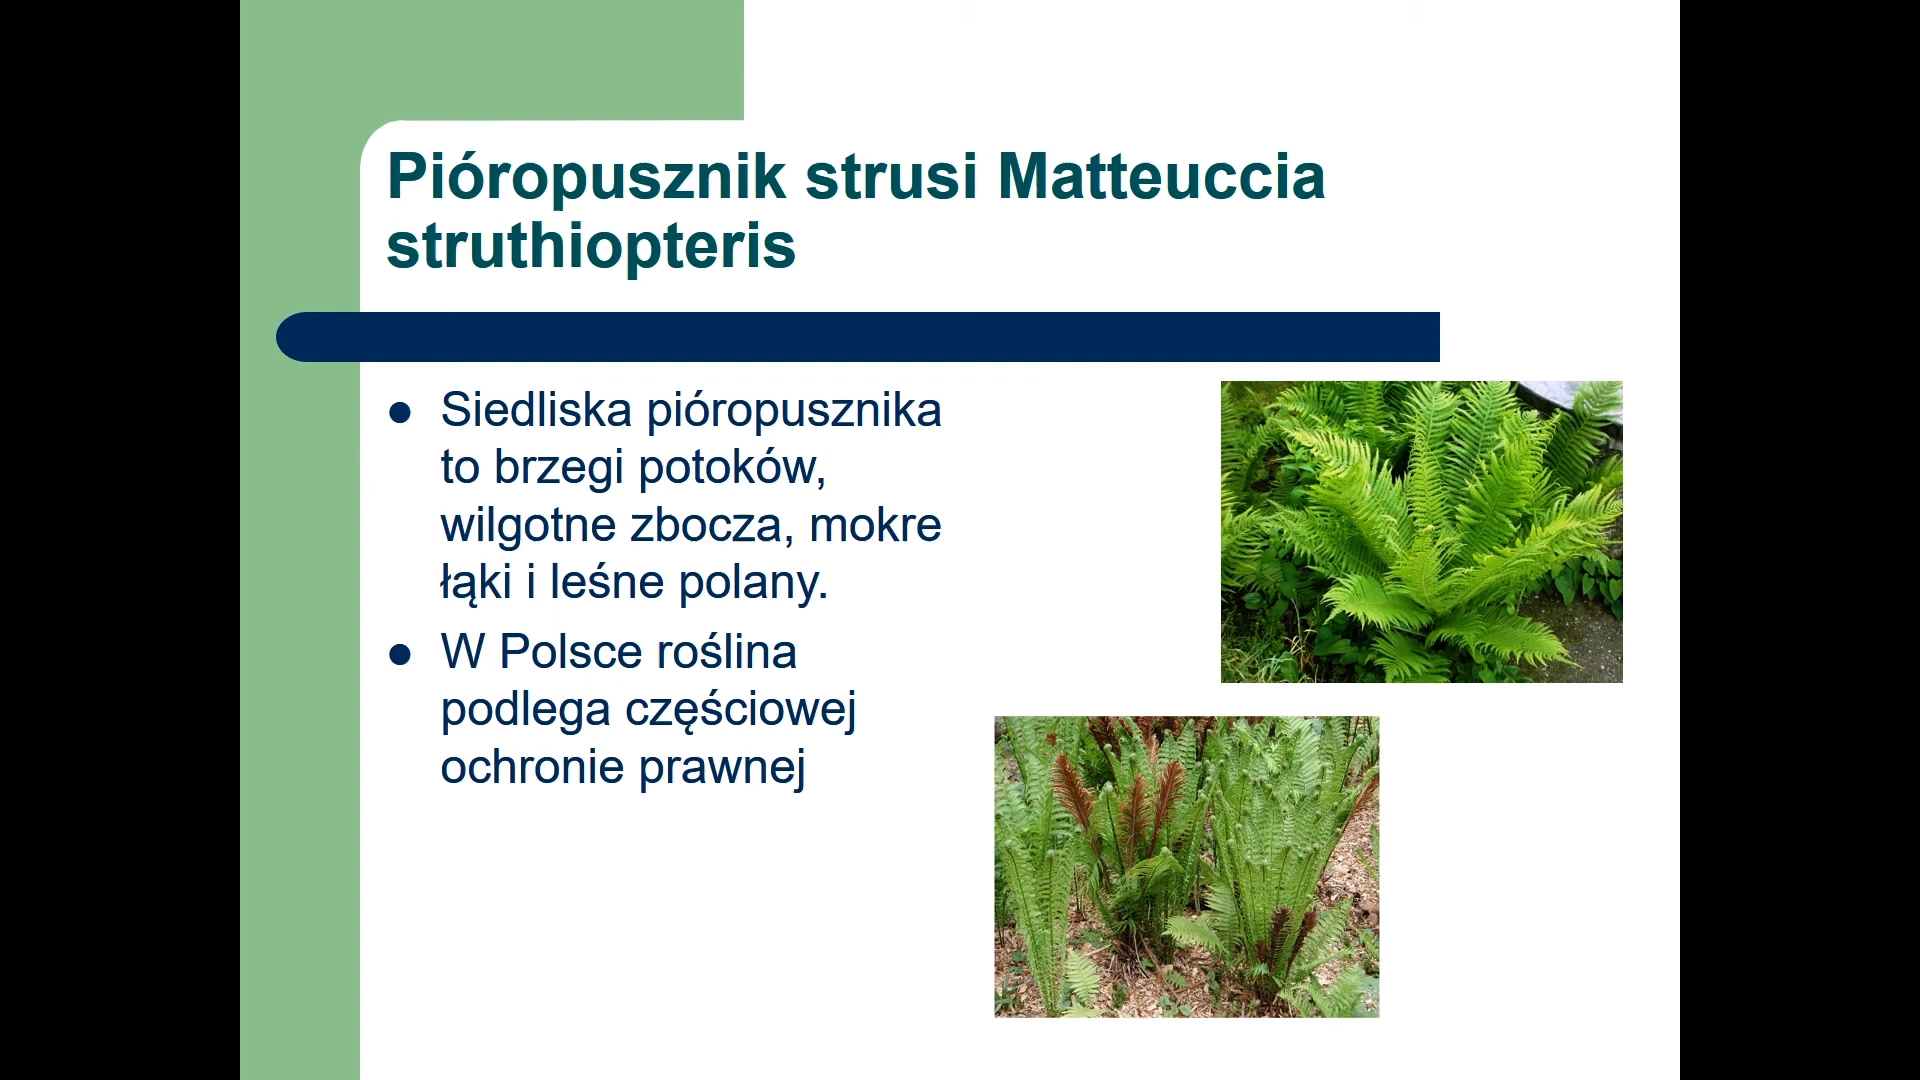 Pióropusznik strusi Matteuccia
struthiopteris
Siedliska pióropusznika
to brzegi potoków,
wilgotne zbocza, mokre
łąki i leśne polany.
W Polsce roślina
podlega częściowej
ochronie prawnej